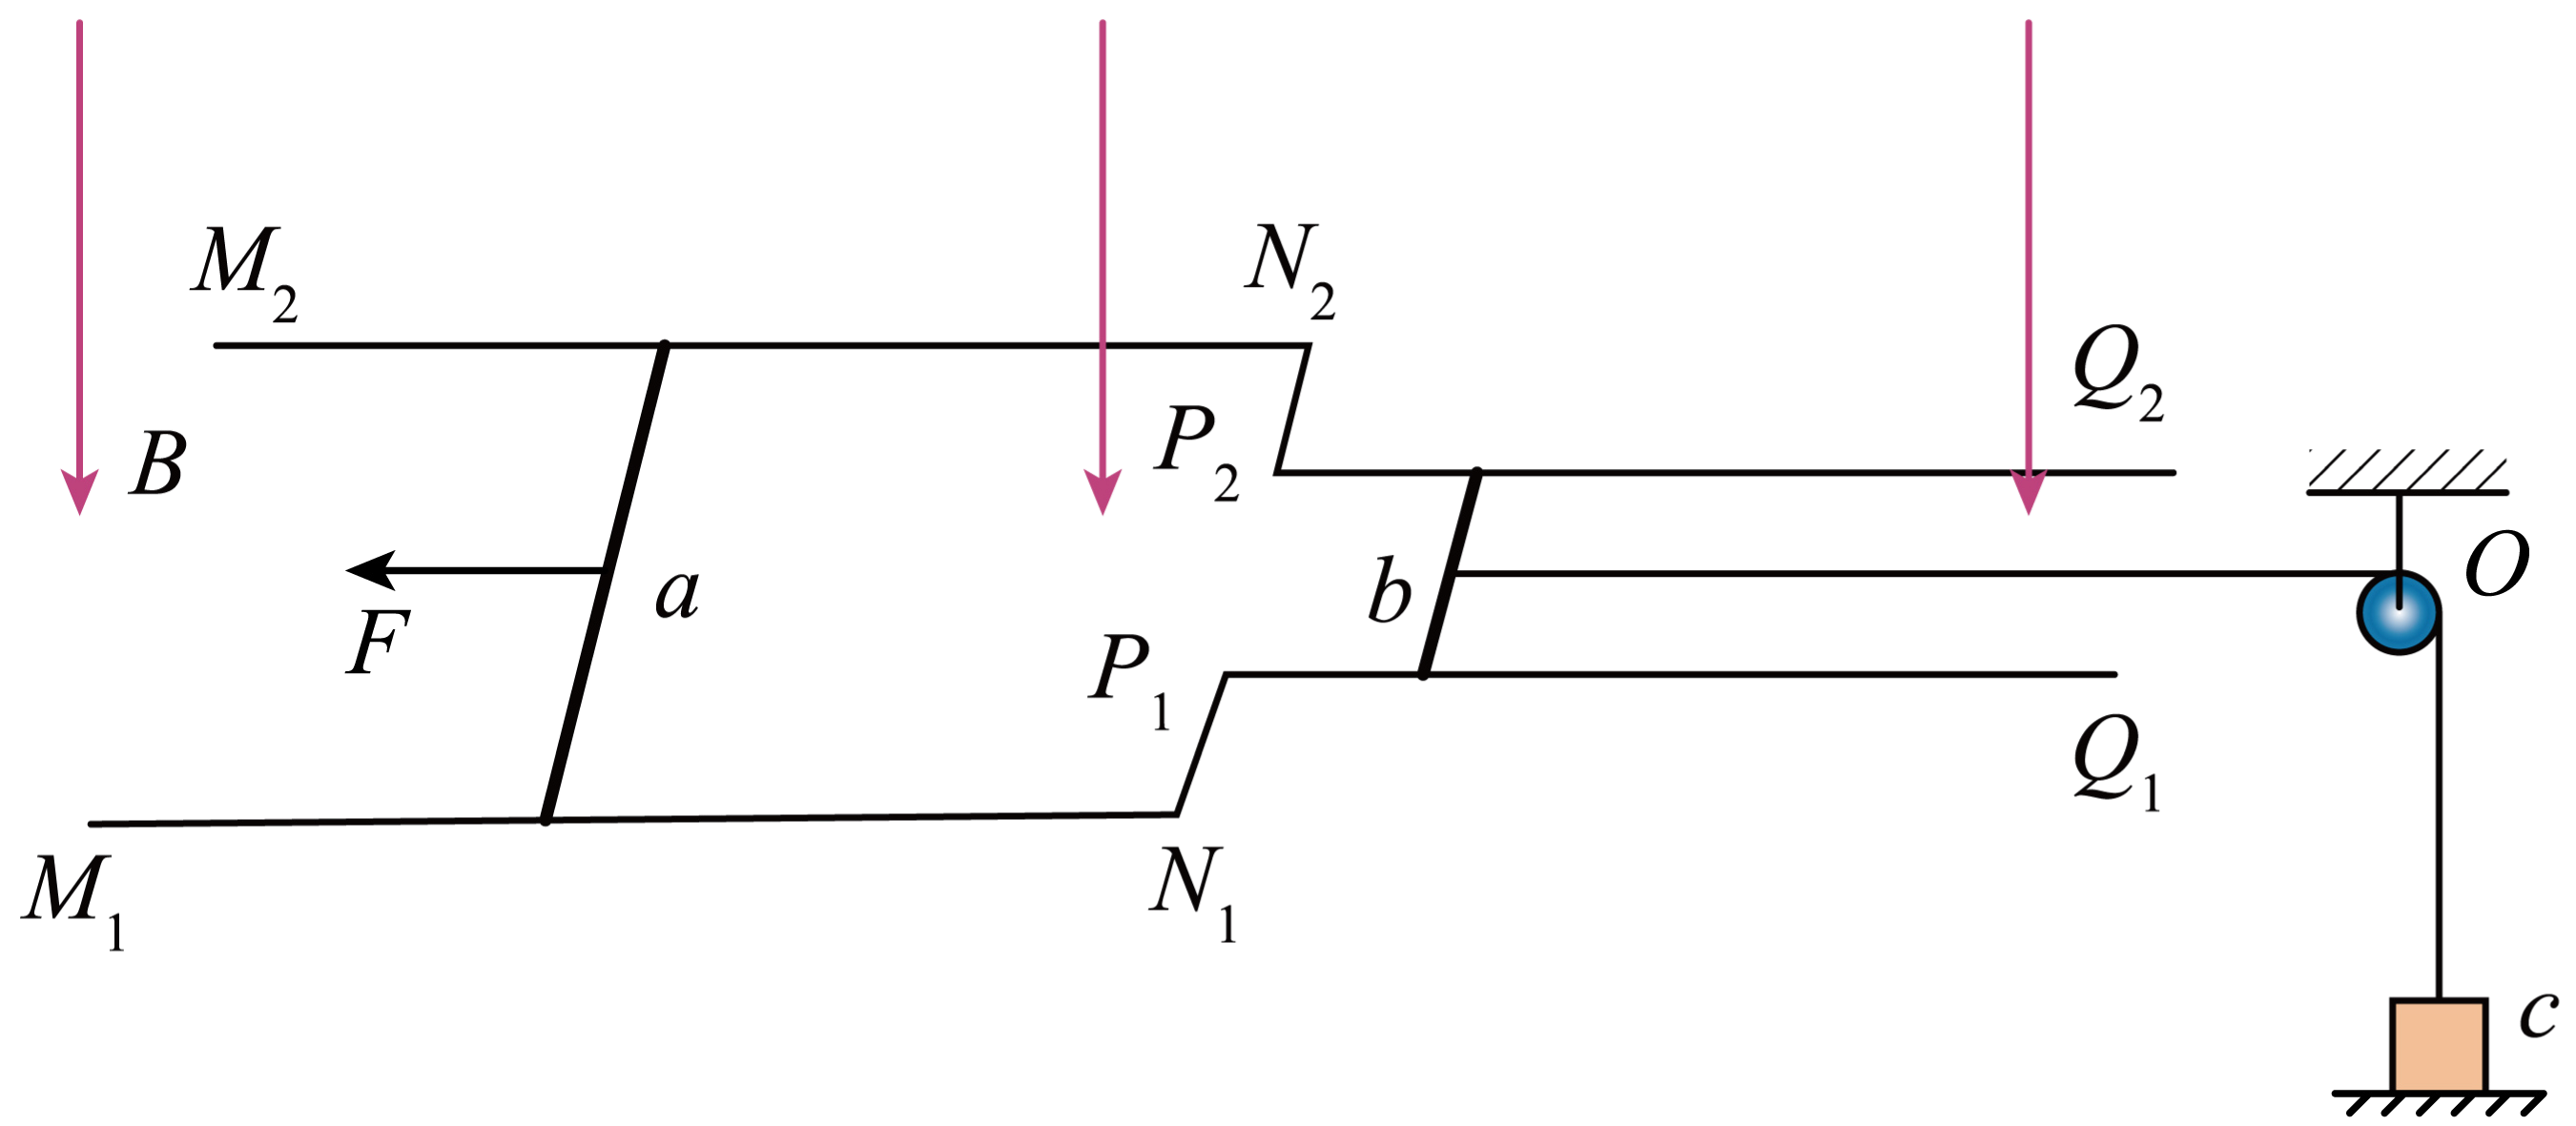 M₂
N₂
Q₂
B
P₂
O
a
b
F
P₁
Q₁
M₁
N₁
c